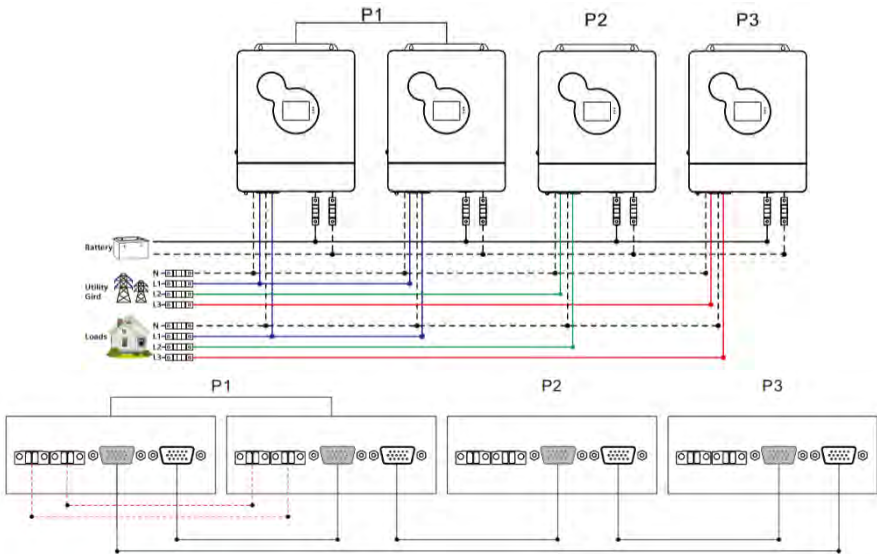 P1 P2 P3
Battery
N
L1
Utility
L2
Gird
L3
N
Loads
L1
L2
L3
P1 P2 P3